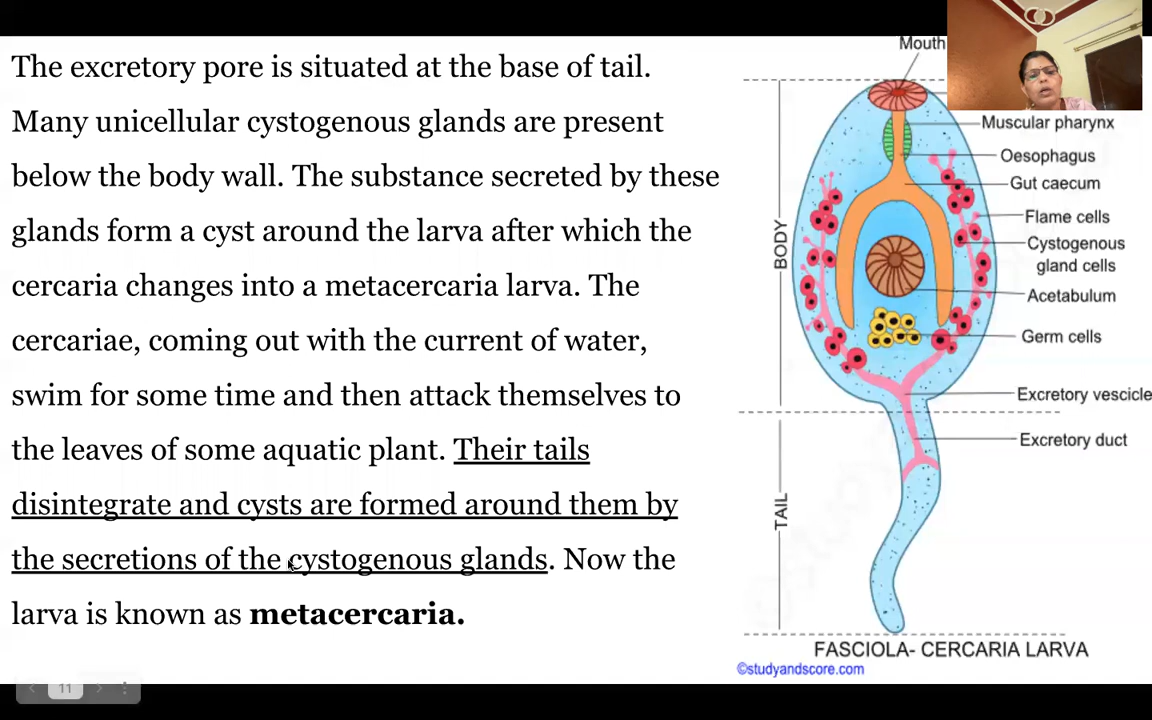 The excretory pore is situated at the base of tail.
Many unicellular cystogenous glands are present
below the body wall. The substance secreted by these
glands form a cyst around the larva after which the
cercaria changes into a metacercaria larva. The
cercariae, coming out with the current of water,
swim for some time and then attack themselves to
the leaves of some aquatic plant. Their tails
disintegrate and cysts are formed around them by
the secretions of the cystogenous glands. Now the
larva is known as metacercaria.
Mouth
Muscular pharynx
Oesophagus
Gut caecum
Flame cells
Cystogenous
gland cells
Acetabulum
Germ cells
Excretory vescicle
Excretory duct
BODY
TAIL
FASCIOLA- CERCARIA LARVA
©studyandscore.com
11